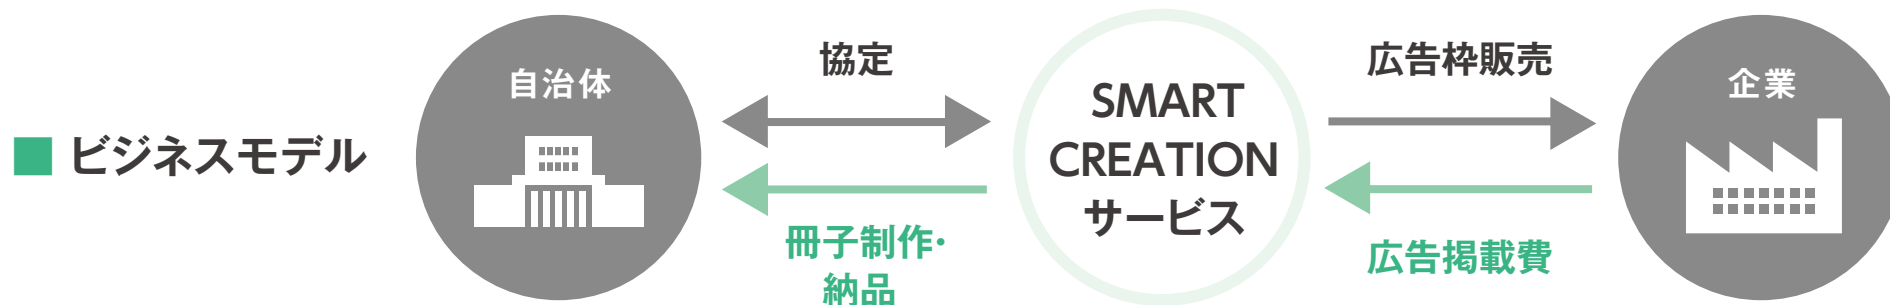 ビジネスモデル
自治体
協定
冊子制作・
納品
SMART
CREATION
サービス
広告枠販売
広告掲載費
企業